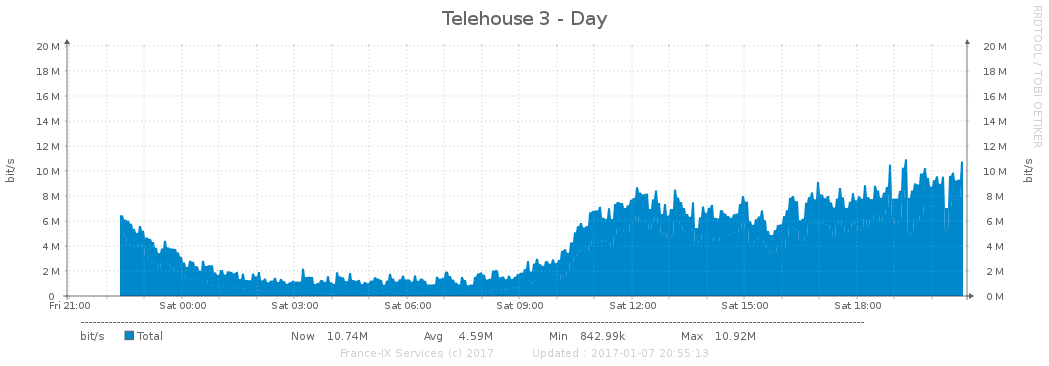 Telehouse 3 - Day
RRDTOOL / TOBI OETIKER
bit/s
20 M 20 M
18 M 18 M
16 M 16 M
14 M 14 M
12 M 12 M
10 M 10 M
8 M 8 M
6 M 6 M
4 M 4 M
2 M 2 M
0 0 M
bit/s
Fri 21:00 Sat 00:00 Sat 03:00 Sat 06:00 Sat 09:00 Sat 12:00 Sat 15:00 Sat 18:00
bit/s Total Now 10.74M Avg 4.59M Min 842.99k Max 10.92M
France-IX Services (c) 2017 Updated : 2017-01-07 20:55:13